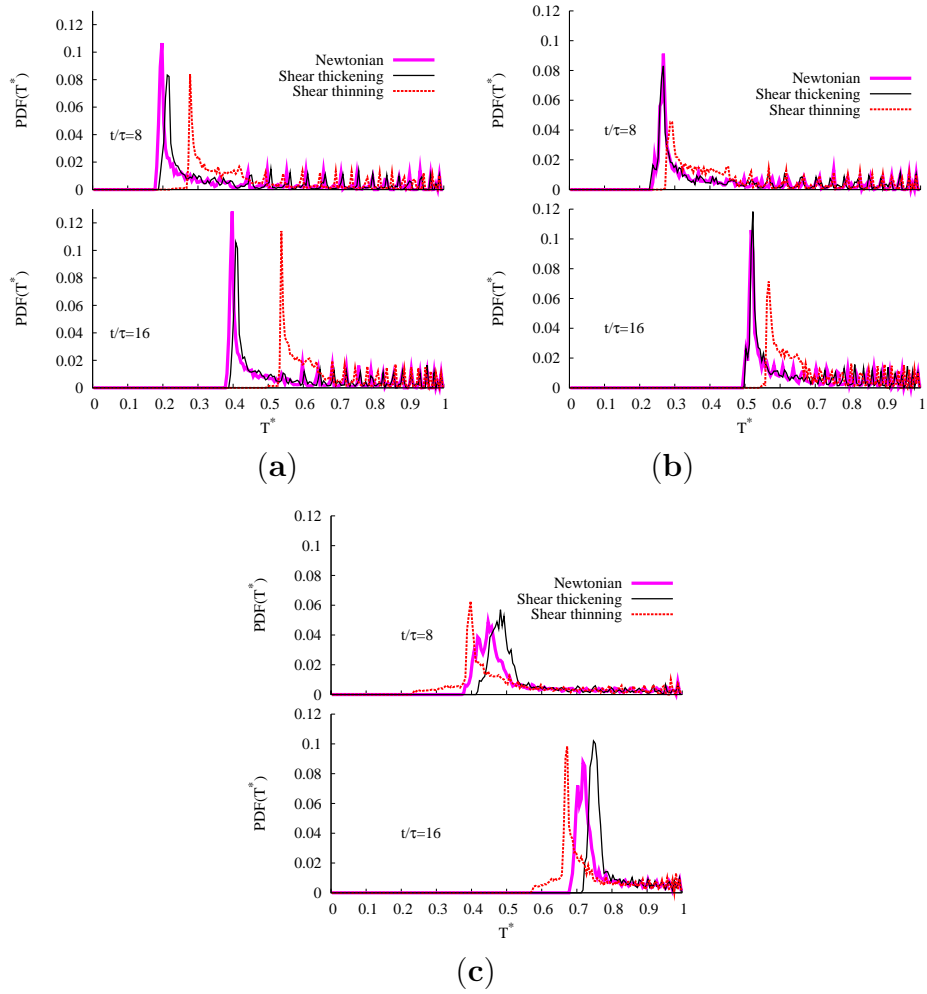 0.12
0.1
0.08
0.06
0.04
0.02
0
PDF(T*)
Newtonian
Shear thickening
Shear thinning
t/τ=8
0.12
0.1
0.08
0.06
0.04
0.02
0
PDF(T*)
t/τ=16
0 0.1 0.2 0.3 0.4 0.5 0.6 0.7 0.8 0.9 1
T*
(a)
0.12
0.1
0.08
0.06
0.04
0.02
0
PDF(T*)
Newtonian
Shear thickening
Shear thinning
t/τ=8
0.12
0.1
0.08
0.06
0.04
0.02
0
PDF(T*)
t/τ=16
0 0.1 0.2 0.3 0.4 0.5 0.6 0.7 0.8 0.9 1
T*
(b)
0.12
0.1
0.08
0.06
0.04
0.02
0
PDF(T*)
Newtonian
Shear thickening
Shear thinning
t/τ=8
0.12
0.1
0.08
0.06
0.04
0.02
0
PDF(T*)
t/τ=16
0 0.1 0.2 0.3 0.4 0.5 0.6 0.7 0.8 0.9 1
T*
(c)